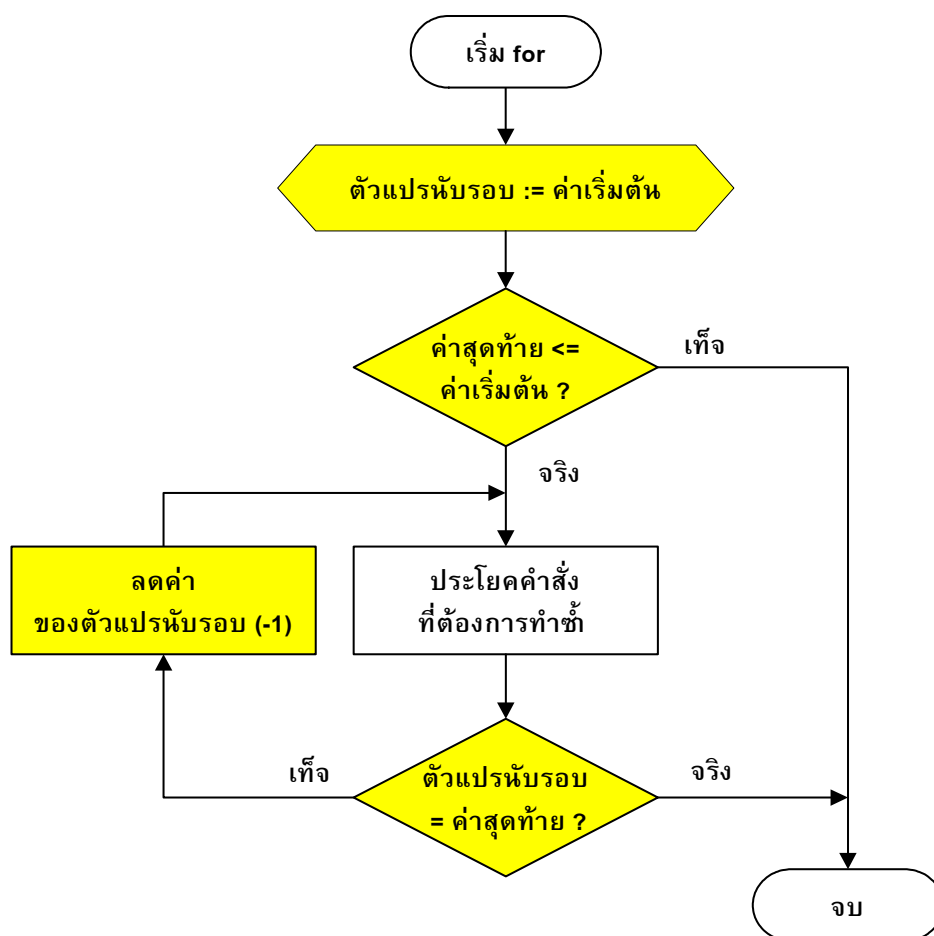 เริ่ม for
ตัวแปรนับรอบ := ค่าเริ่มต้น
ค่าสุดท้าย <=
ค่าเริ่มต้น ?
เท็จ
จริง
ลดค่า
ของตัวแปรนับรอบ (-1)
ประโยคคำสั่ง
ที่ต้องการทำซ้ำ
เท็จ
ตัวแปรนับรอบ
= ค่าสุดท้าย ?
จริง
จบ